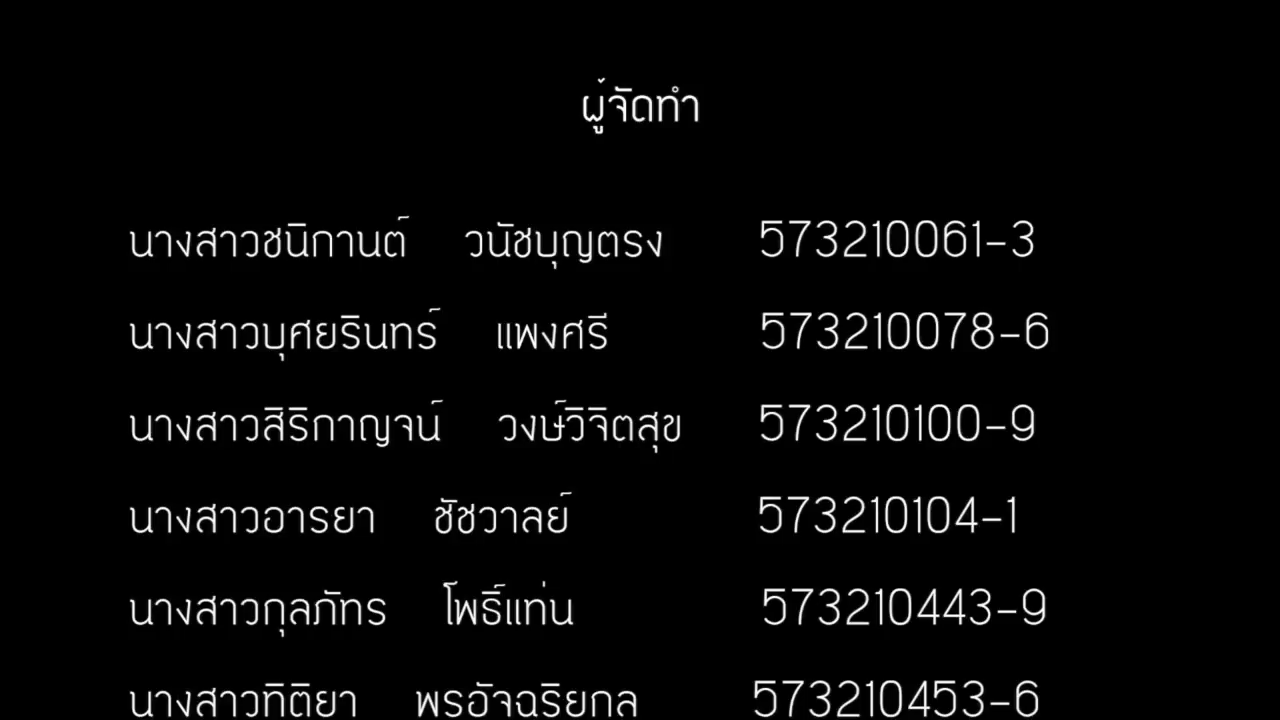 ผู้จัดทำ
นางสาวชนิกานต์ วนัชบุญตรง 573210061-3
นางสาวบุศยรินทร์ แพงศรี 573210078-6
นางสาวสิริกาญจน์ วงษ์วิจิตสุข 573210100-9
นางสาวอารยา ชัชวาลย์ 573210104-1
นางสาวกุลภัทร โพธิ์แท่น 573210443-9
นางสาวทิติยา พรอัจฉริยกล 573210453-6